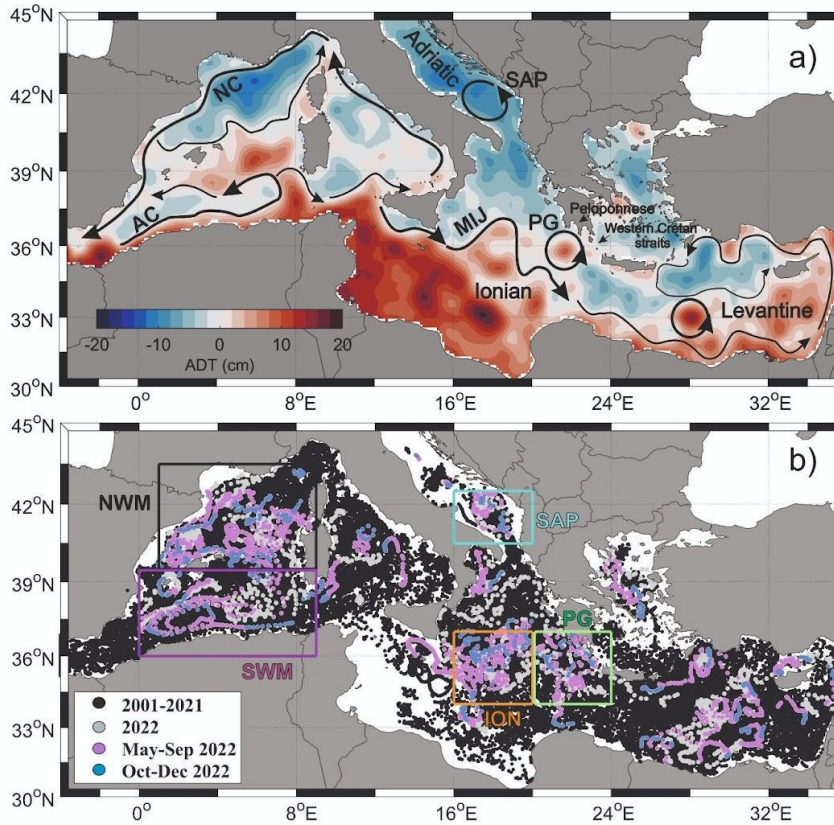 45°N
a)
42°N
39°N
36°N
33°N
30°N
NC
Adriatic
SAP
AC
MIJ
PG
Peloponnese
Western Cretan
straits
Ionian
Levantine
-20 -10 0 10 20
ADT (cm)
0° 8°E 16°E 24°E 32°E
45°N
b)
42°N
39°N
36°N
33°N
30°N
NWM
SAP
PG
SWM
ION
2001-2021
2022
May-Sep 2022
Oct-Dec 2022
0° 8°E 16°E 24°E 32°E